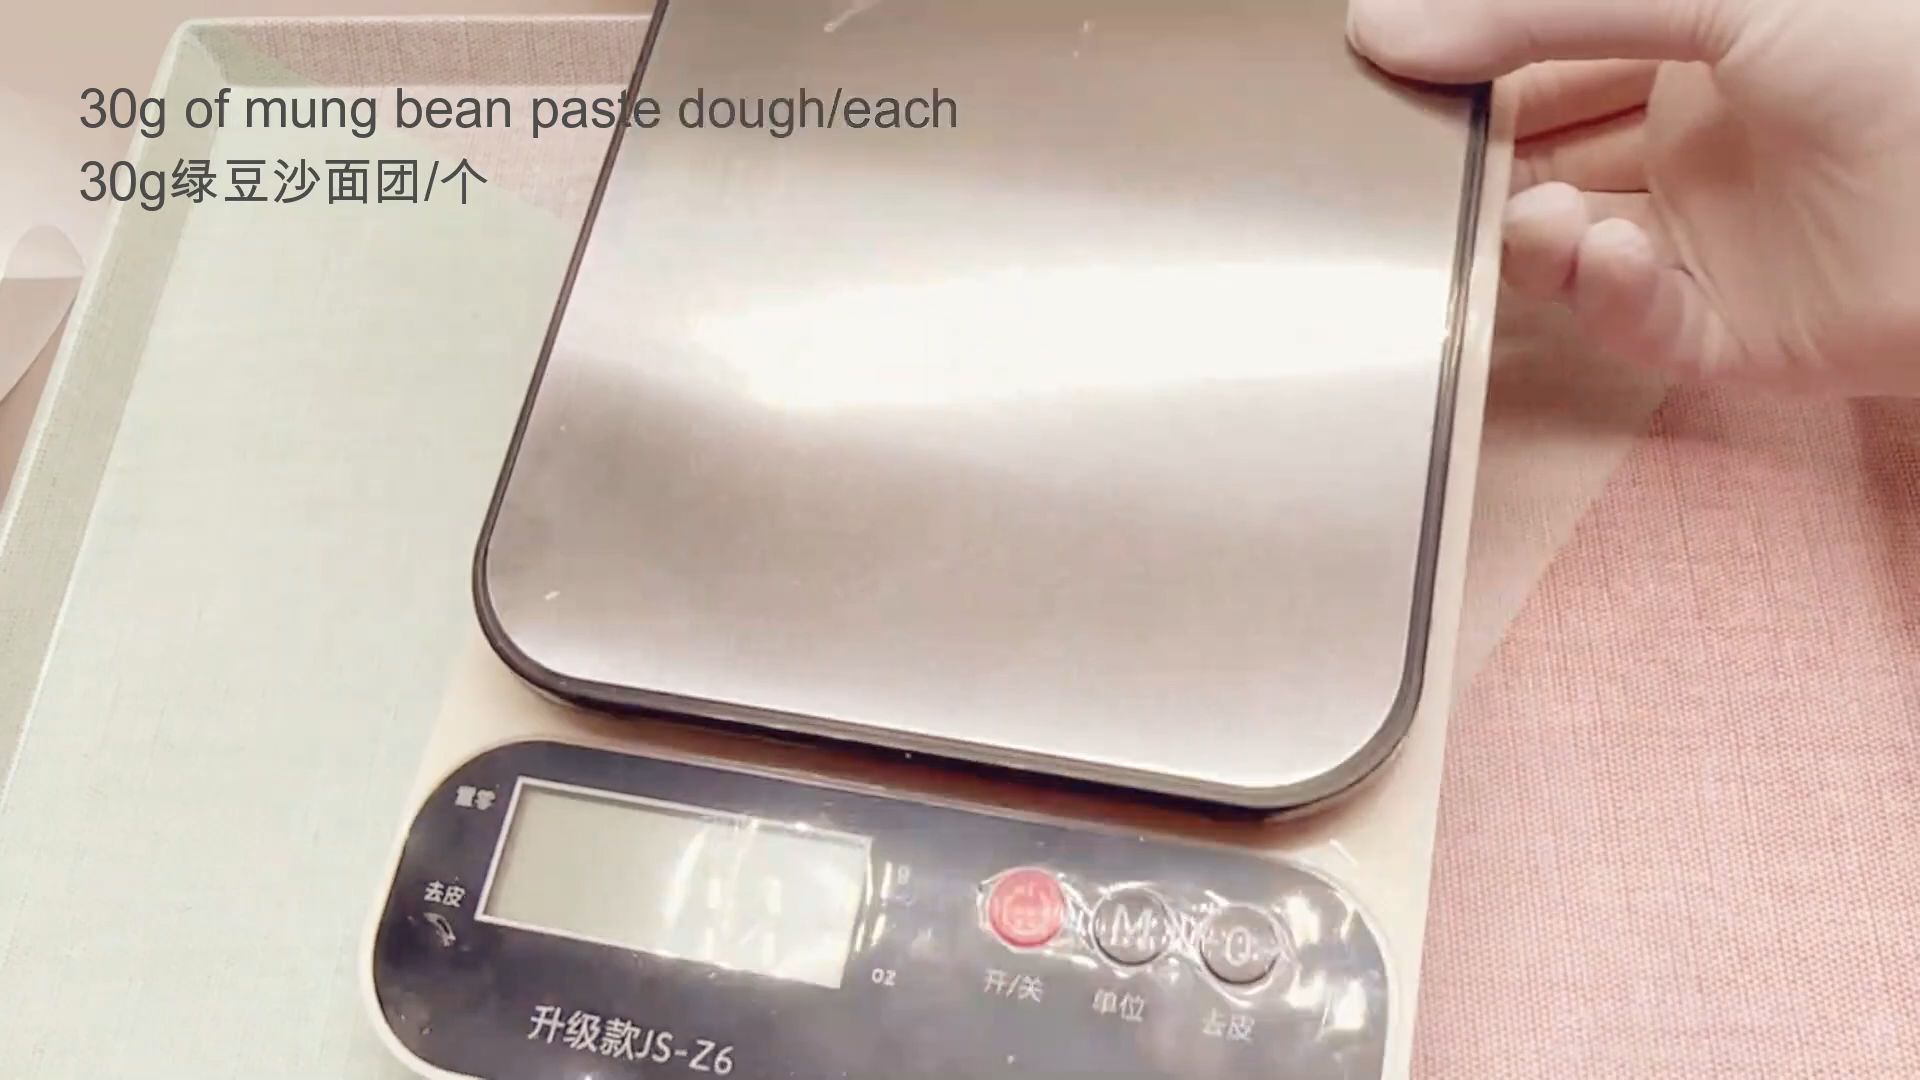 30g of mung bean paste dough/each
30g绿豆沙面团/个
置零
去皮
g
oz
M
0
开/关
单位
去皮
升级款JS-Z6